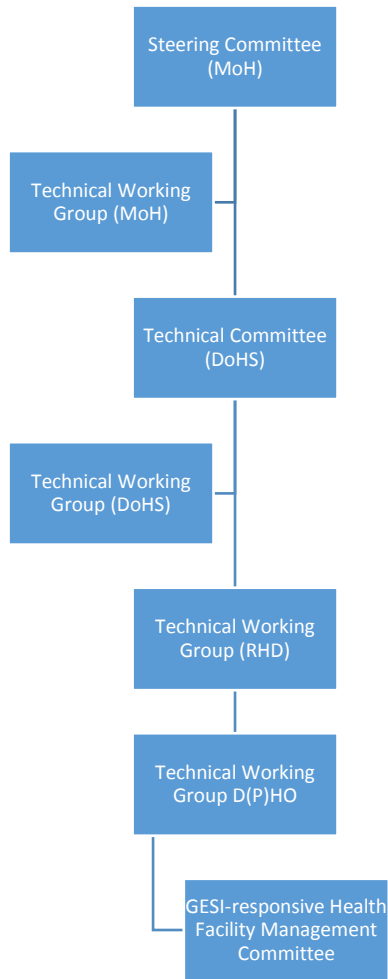 Steering Committee
(MoH)
Technical Working
Group (MoH)
Technical Committee
(DoHS)
Technical Working
Group (DoHS)
Technical Working
Group (RHD)
Technical Working
Group D(P)HO
GESI-responsive Health
Facility Management
Committee